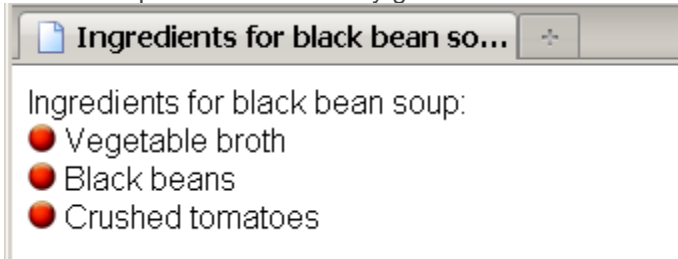 Ingredients for black bean so...
Ingredients for black bean soup:
Vegetable broth
Black beans
Crushed tomatoes